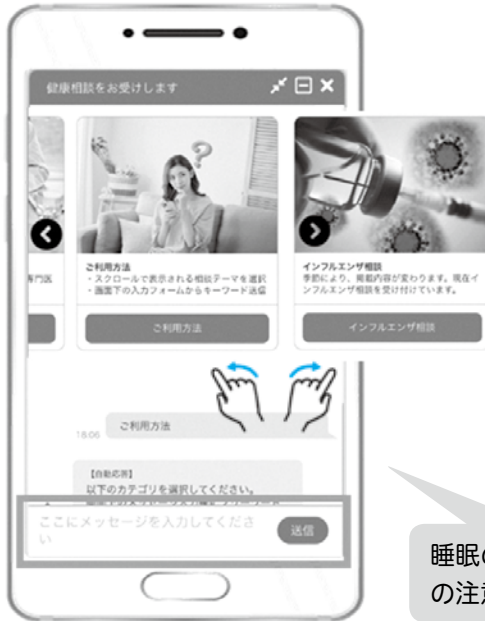 健康相談をお受けします
専門医
ご利用方法
・スクロールで表示される相談テーマを選択
・画面下の入力フォームからキーワード送信
ご利用方法
インフルエンザ相談
季節により、掲載内容が変わります。現在イ
ンフルエンザ相談を受け付けています。
インフルエンザ相談
18:06
ご利用方法
【自動応答】
以下のカテゴリを選択してください。
ここにメッセージを入力してくださ
い
送信
睡眠の
の注意